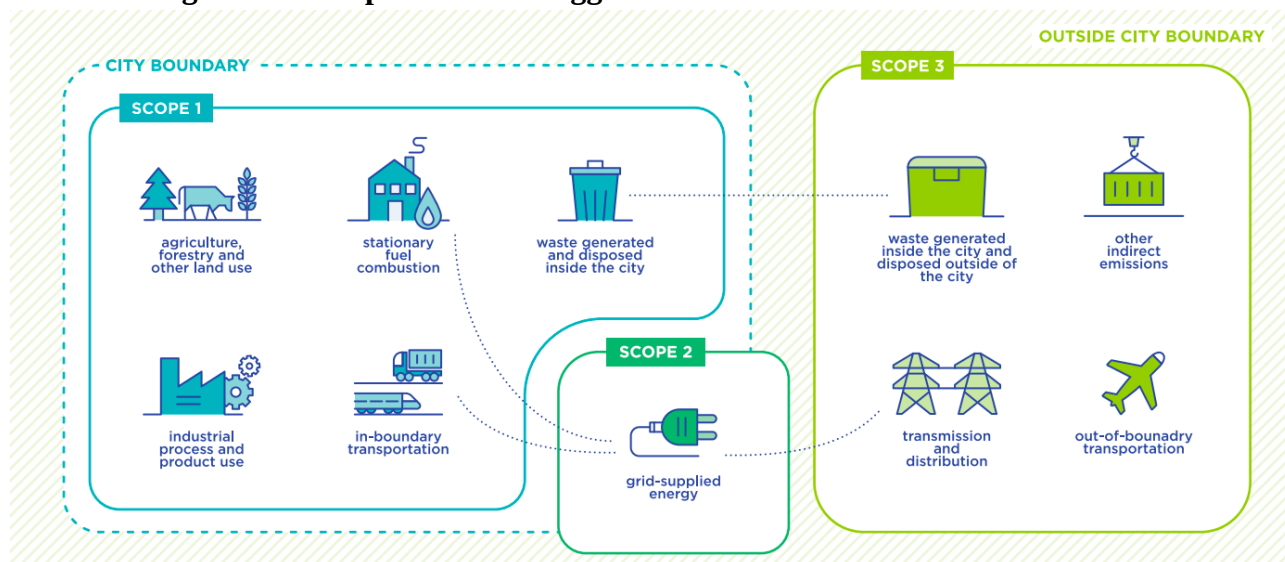 OUTSIDE CITY BOUNDARY
CITY BOUNDARY
SCOPE 3
SCOPE 1
agriculture,
forestry and
other land use
stationary
fuel
combustion
waste generated
and disposed
inside the city
waste generated
inside the city and
disposed outside of
the city
other
indirect
emissions
SCOPE 2
industrial
process and
product use
in-boundary
transportation
grid-supplied
energy
transmission
and
distribution
out-of-bounadry
transportation